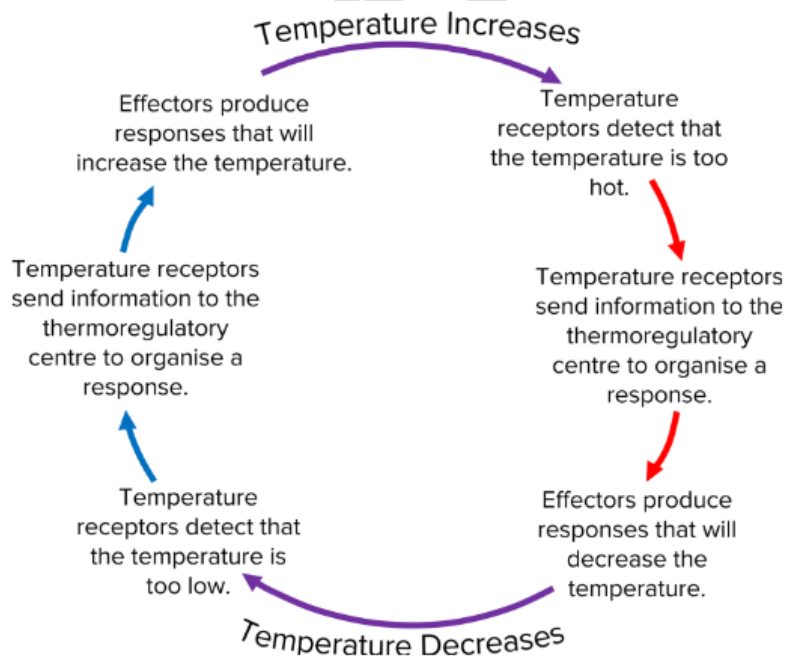 Temperature Increases
Effectors produce
responses that will
increase the temperature.
Temperature
receptors detect that
the temperature is too
hot.
Temperature receptors
send information to the
thermoregulatory
centre to organise a
response.
Temperature receptors
send information to the
thermoregulatory
centre to organise a
response.
Temperature
receptors detect that
the temperature is
too low.
Effectors produce
responses that will
decrease the
temperature.
Temperature Decreases